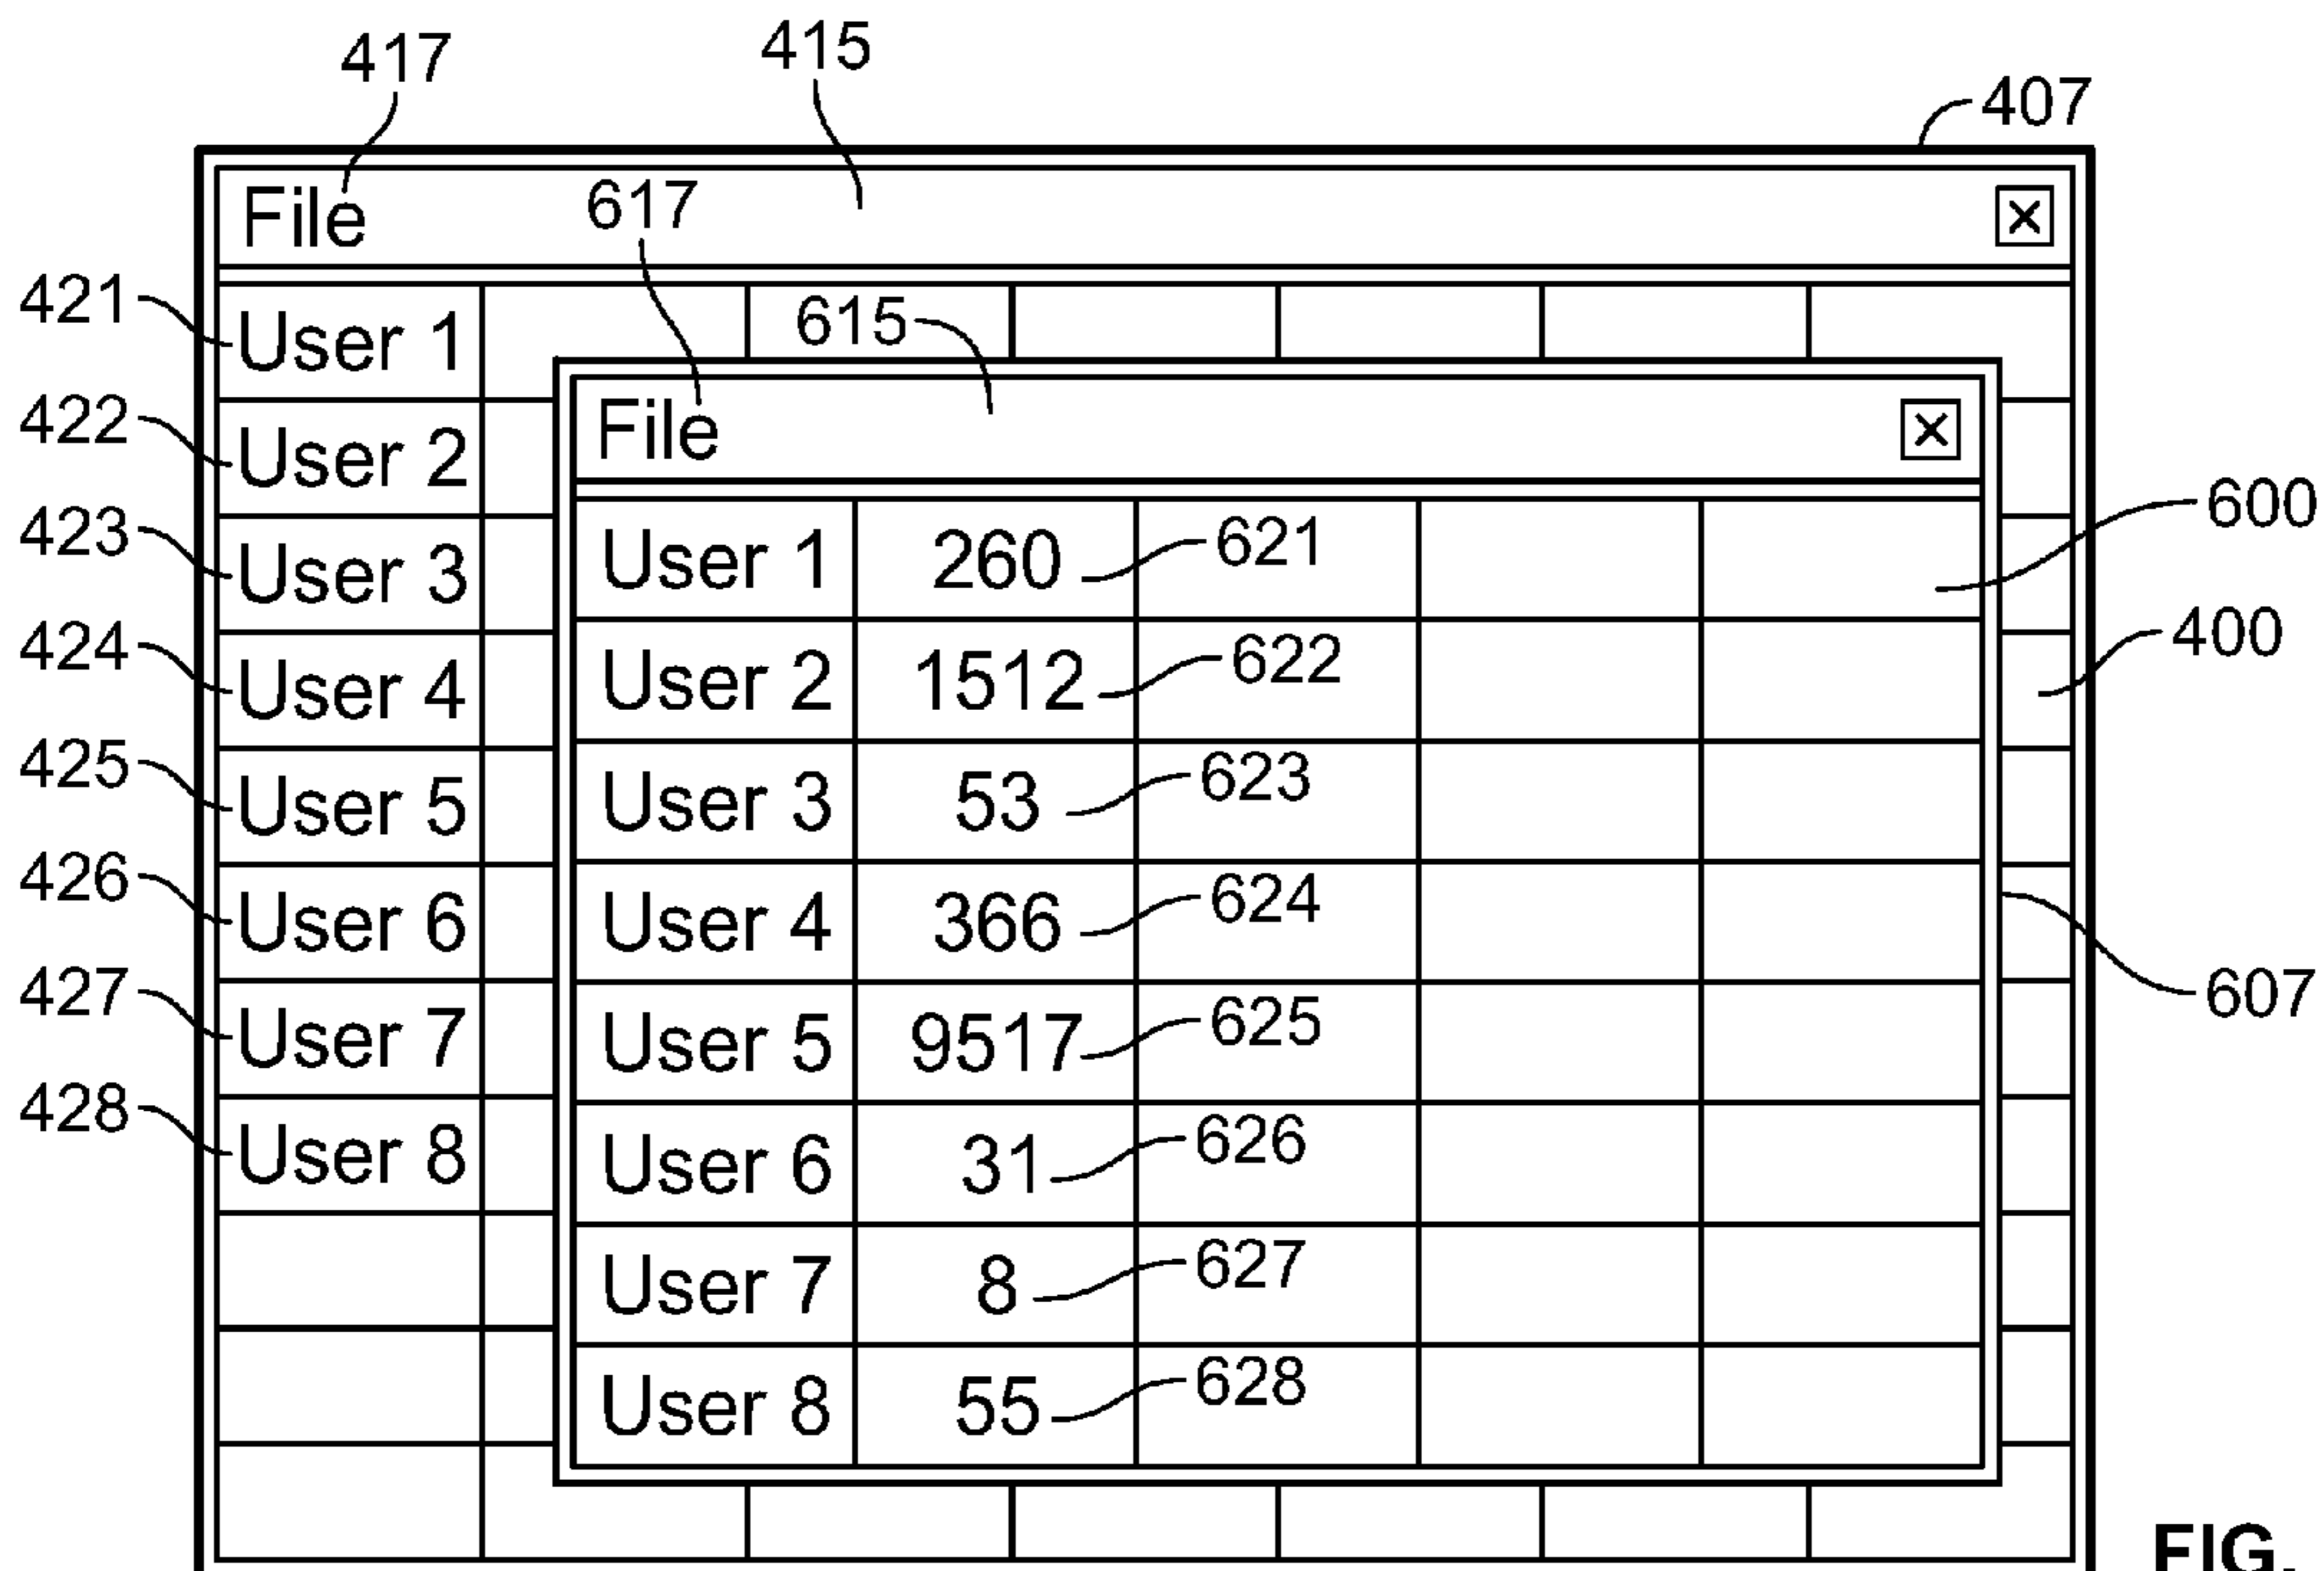 417 415 407
File 617
421 User 1 615
422 User 2 File
423 User 3 User 1 260 621 600
424 User 4 User 2 1512 622 400
425 User 5 User 3 53 623
426 User 6 User 4 366 624
427 User 7 User 5 9517 625 607
428 User 8 User 6 31 626
User 7 8 627
User 8 55 628
FIG.